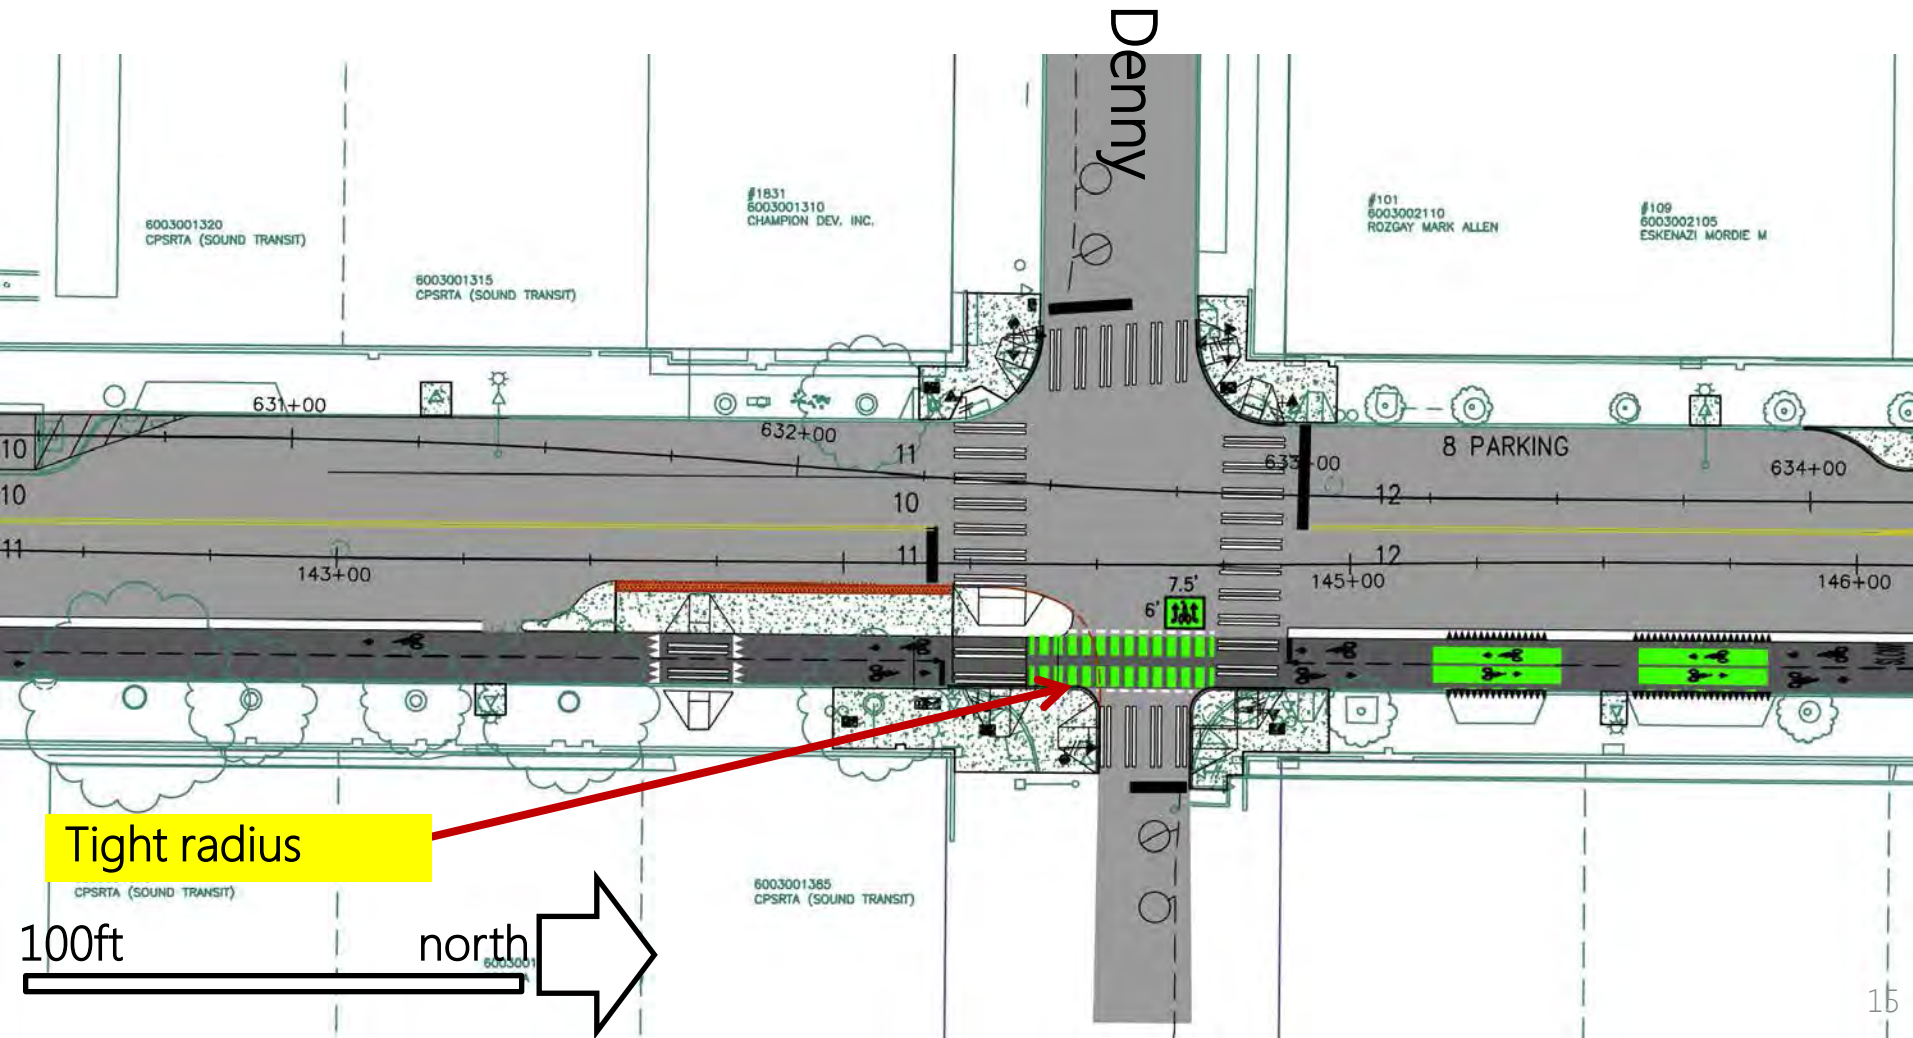 Denny
#1831
6003001310
CHAMPION DEV. INC.
#101
6003002110
ROZGAY MARK ALLEN
#109
6003002105
ESKENAZI MORDIE M
6003001320
CPSRTA (SOUND TRANSIT)
6003001315
CPSRTA (SOUND TRANSIT)
631+00
632+00
633+00
634+00
8 PARKING
10
11
12
10
10
11
11
12
143+00
145+00
146+00
7.5'
6'
SLOW
Tight radius
CPSRTA (SOUND TRANSIT)
6003001385
CPSRTA (SOUND TRANSIT)
100ft
north
15